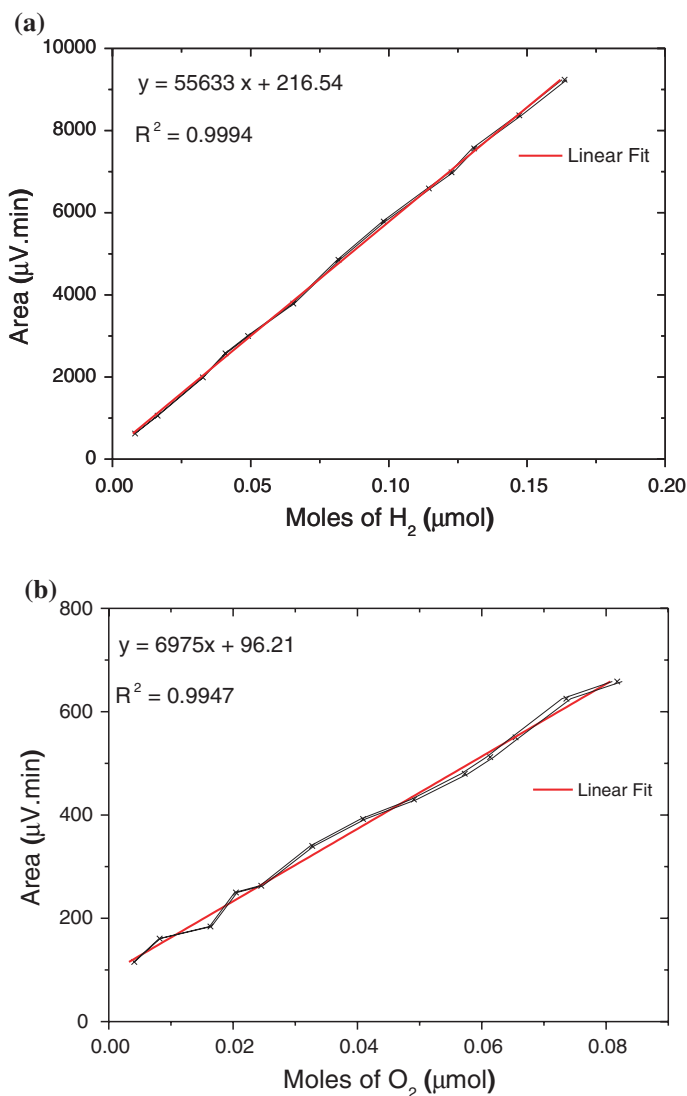 (a)
10000
8000
6000
4000
2000
0
Area (μV.min)
y = 55633 x + 216.54
R² = 0.9994
Linear Fit
0.00 0.05 0.10 0.15 0.20
Moles of H₂ (μmol)
(b)
800
600
400
200
0
Area (μV.min)
y = 6975x + 96.21
R² = 0.9947
Linear Fit
0.00 0.02 0.04 0.06 0.08
Moles of O₂ (μmol)